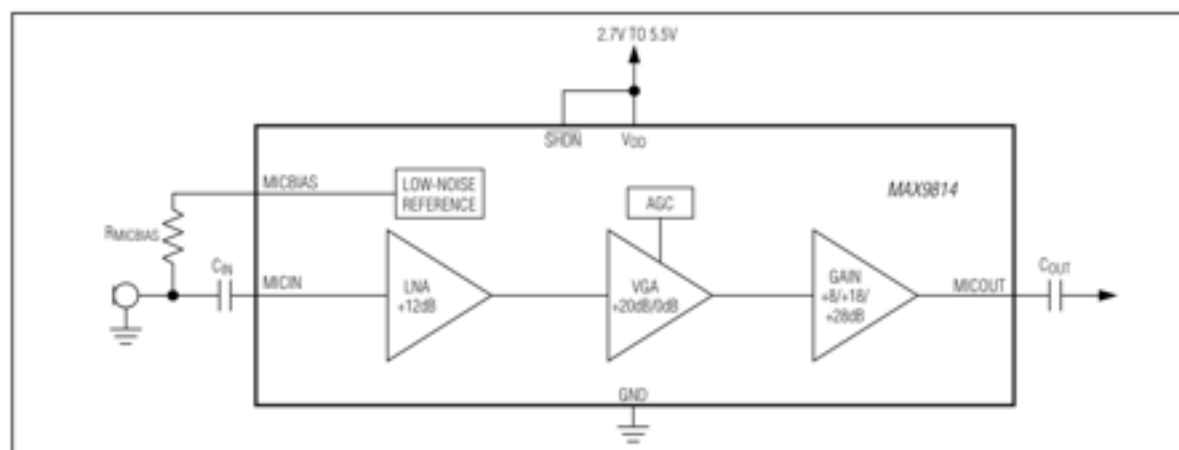 2.7V TO 5.5V
SHDN
VDD
MICBIAS
LOW-NOISE
REFERENCE
AGC
MAX9814
RMICBIAS
CIN
MICIN
LNA
+12dB
VGA
+20dB/0dB
GAIN
+8/+18/
+28dB
MICOUT
COUT
GND